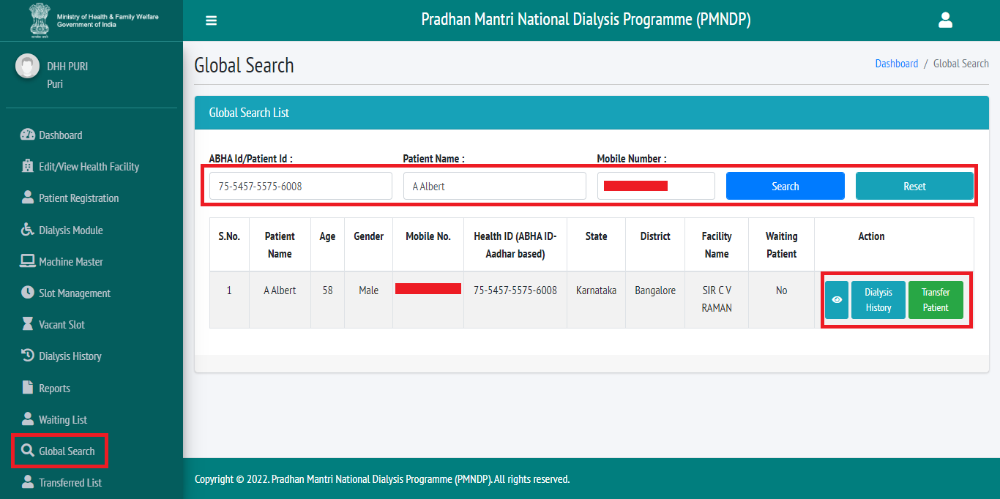 Ministry of Health & Family Welfare
Government of India
Pradhan Mantri National Dialysis Programme (PMNDP)
DHH PURI
Puri
Dashboard
Edit/View Health Facility
Patient Registration
Dialysis Module
Machine Master
Slot Management
Vacant Slot
Dialysis History
Reports
Waiting List
Global Search
Transferred List
Global Search
Dashboard / Global Search
Global Search List
ABHA Id/Patient Id : Patient Name : Mobile Number :
75-5457-5575-6008 A Albert Search Reset
S.No. Patient Name Age Gender Mobile No. Health ID (ABHA ID-Aadhar based) State District Facility Name Waiting Patient Action
1 A Albert 58 Male 75-5457-5575-6008 Karnataka Bangalore SIR C V RAMAN No Dialysis History Transfer Patient
Copyright © 2022. Pradhan Mantri National Dialysis Programme (PMNDP). All rights reserved.